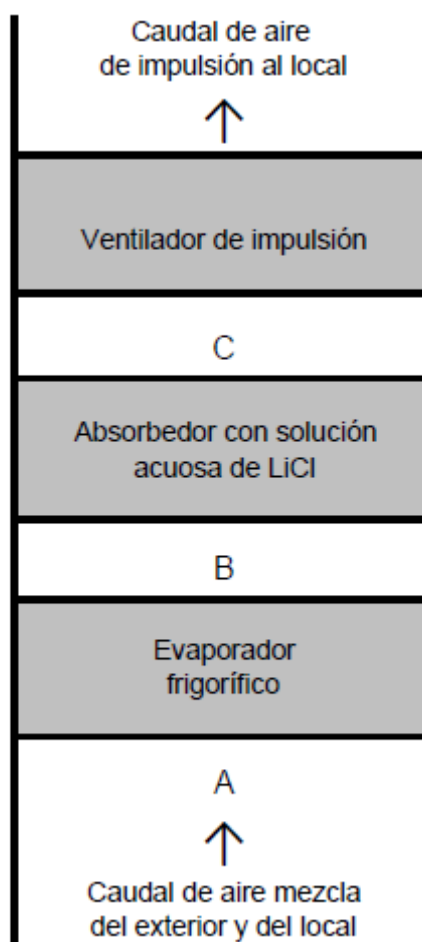 Caudal de aire
de impulsión al local
Ventilador de impulsión
C
Absorbedor con solución
acuosa de LiCl
B
Evaporador
frigorífico
A
Caudal de aire mezcla
del exterior y del local